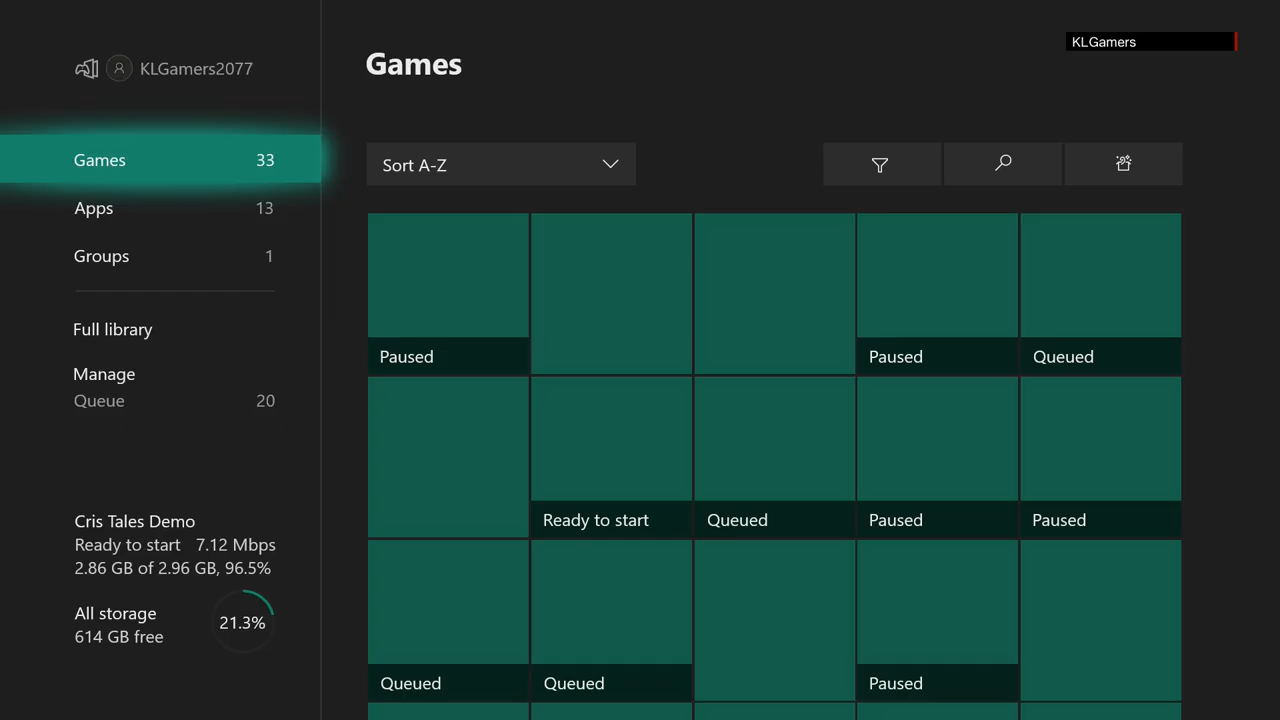 KLGamers2077
Games 33
Apps 13
Groups 1
Full library
Manage
Queue 20
Cris Tales Demo
Ready to start 7.12 Mbps
2.86 GB of 2.96 GB, 96.5%
All storage
614 GB free
21.3%
Games
KLGamers
Sort A-Z
Paused
Paused
Queued
Ready to start
Queued
Paused
Paused
Queued
Queued
Paused